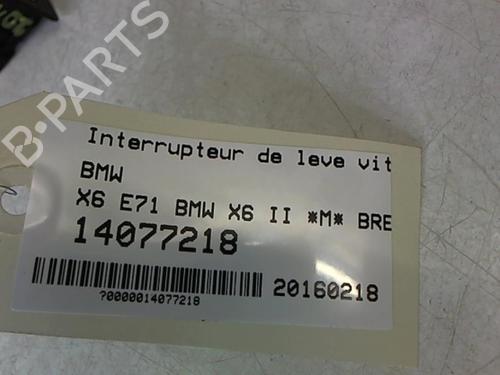 Interrupteur de leve vit
BMW
X6 E71 BMW X6 II *M* BRE
14077218
20160218
?0000014077218
B-PARTS